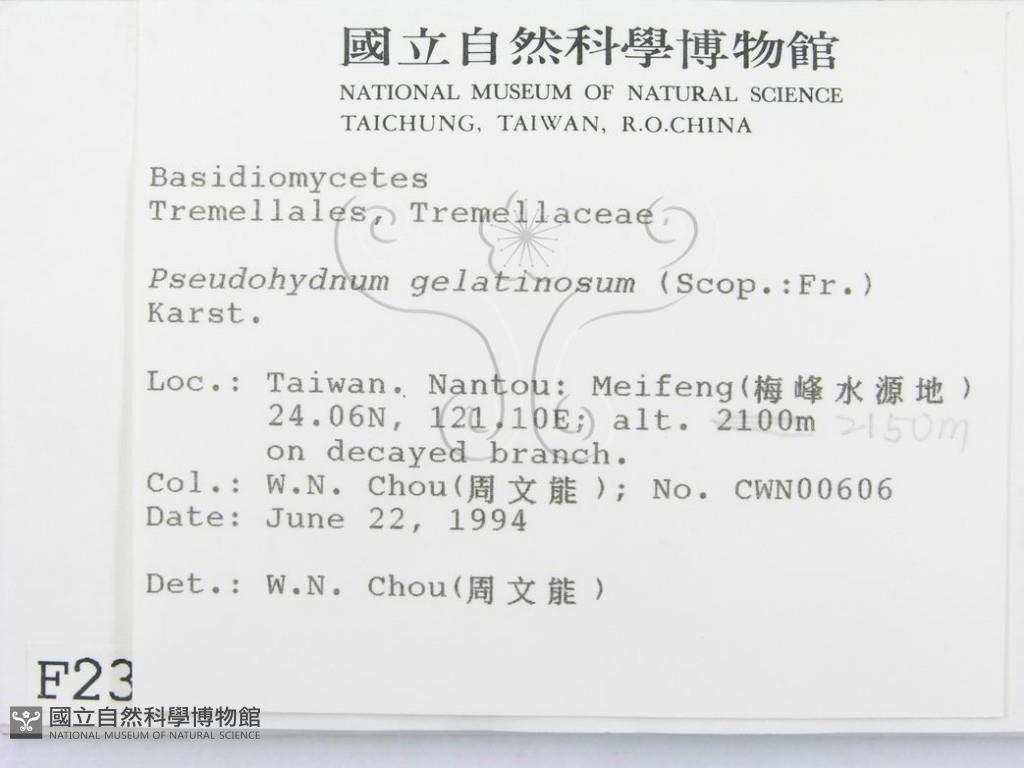 國立自然科學博物館
NATIONAL MUSEUM OF NATURAL SCIENCE
TAICHUNG, TAIWAN, R.O.CHINA
Basidiomycetes
Tremellales, Tremellaceae
Pseudohydnum gelatinosum (Scop.:Fr.)
Karst.
Loc.: Taiwan. Nantou: Meifeng(梅峰水源地)
24.06N, 121.10E; alt. 2100m 2150m
on decayed branch.
Col.: W.N. Chou(周文能); No. CWN00606
Date: June 22, 1994
Det.: W.N. Chou(周文能)
F23
國立自然科學博物館
NATIONAL MUSEUM OF NATURAL SCIENCE